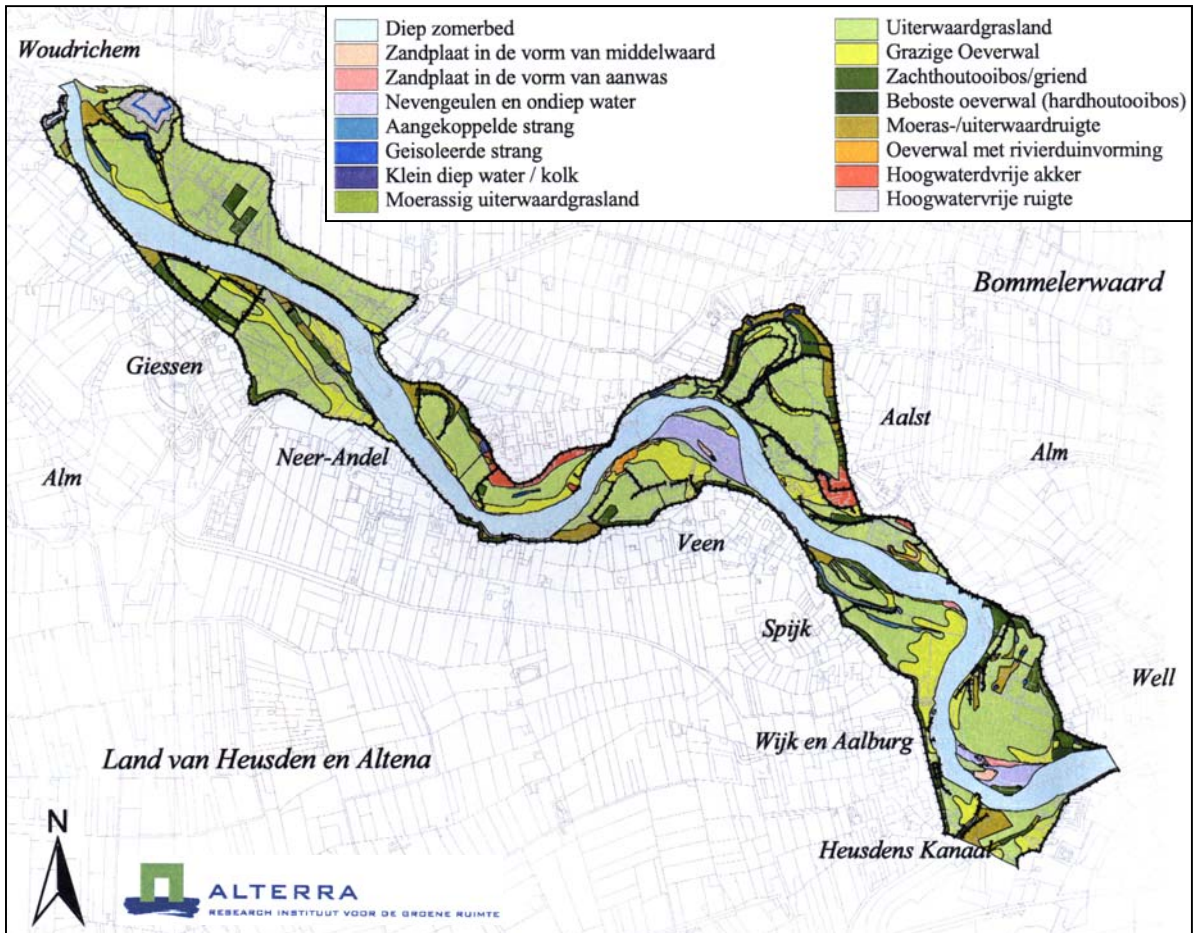 Diep zomerbed
Zandplaat in de vorm van middelwaard
Zandplaat in de vorm van aanwas
Nevengeulen en ondiep water
Aangekoppelde strang
Geisoleerde strang
Klein diep water / kolk
Moerassig uiterwaardgrasland
Uiterwaardgrasland
Grazige Oeverwal
Zachthoutooibos/griend
Beboste oeverwal (hardhoutooibos)
Moeras-/uiterwaardruigte
Oeverwal met rivierduinvorming
Hoogwaterdvrije akker
Hoogwatervrije ruigte
Woudrichem
Bommelerwaard
Giessen
Aalst
Neer-Andel
Alm
Alm
Veen
Spijk
Well
Wijk en Aalburg
Land van Heusden en Altena
Heusdens Kanaal
N
ALTERRA
RESEARCH INSTITUUT VOOR DE GROENE RUIMTE